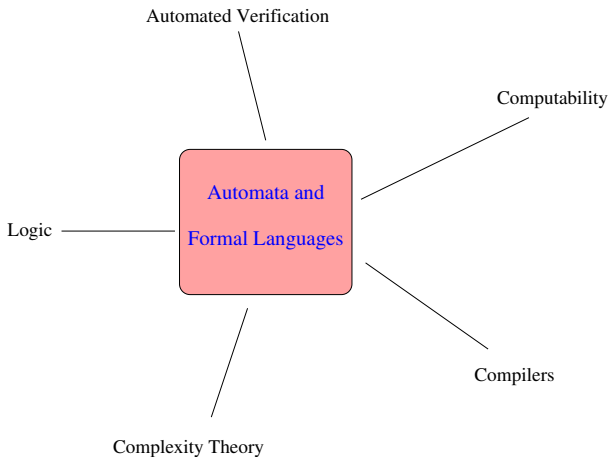 Automated Verification
Computability
Automata and
Formal Languages
Logic
Compilers
Complexity Theory